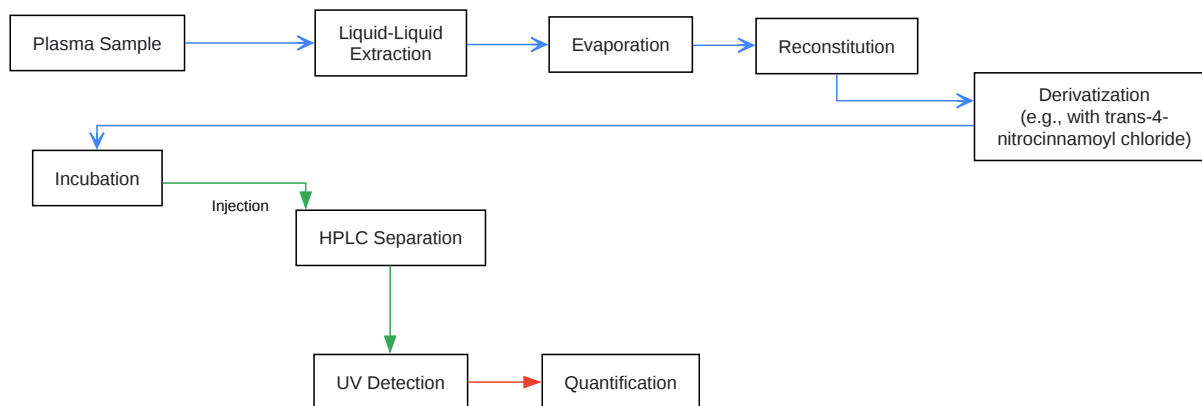 Plasma Sample
Liquid-Liquid
Extraction
Evaporation
Reconstitution
Derivatization
(e.g., with trans-4-
nitrocinnamoyl chloride)
Incubation
Injection
HPLC Separation
UV Detection
Quantification